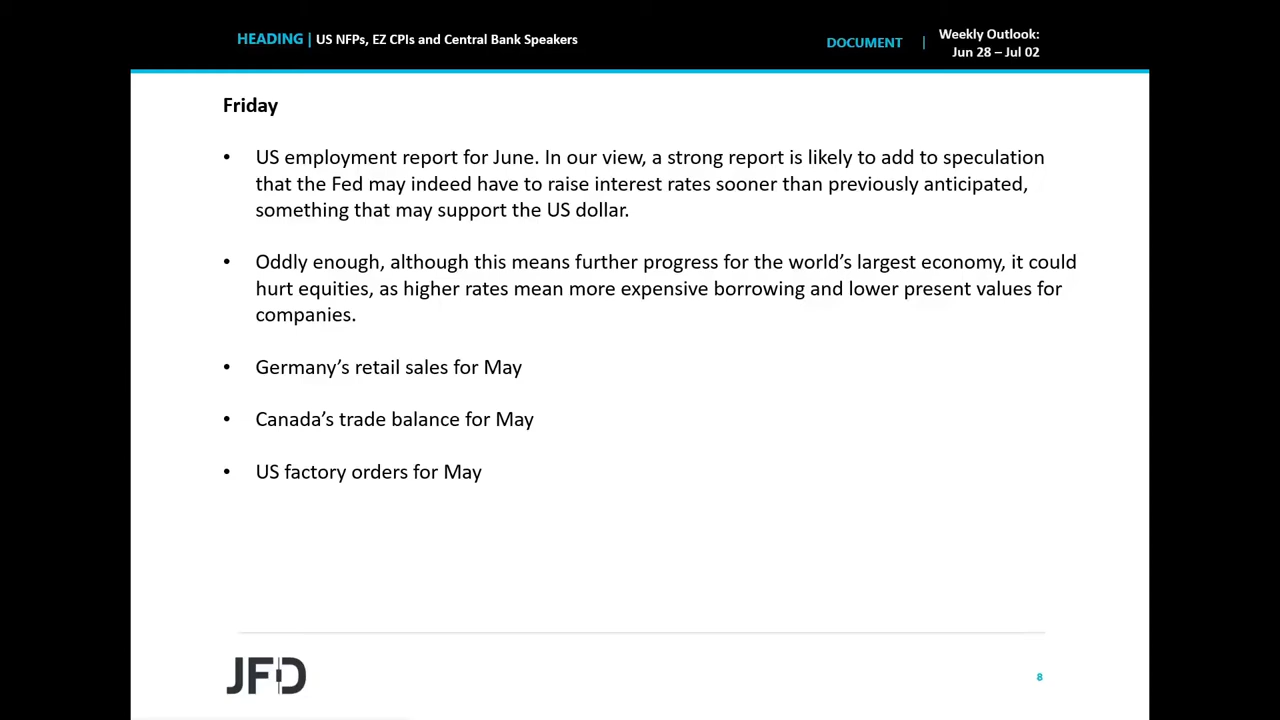 HEADING | US NFPs, EZ CPIs and Central Bank Speakers
DOCUMENT |
Weekly Outlook:
Jun 28 – Jul 02
Friday
• US employment report for June. In our view, a strong report is likely to add to speculation
that the Fed may indeed have to raise interest rates sooner than previously anticipated,
something that may support the US dollar.
• Oddly enough, although this means further progress for the world’s largest economy, it could
hurt equities, as higher rates mean more expensive borrowing and lower present values for
companies.
• Germany’s retail sales for May
• Canada’s trade balance for May
• US factory orders for May
JFD
8